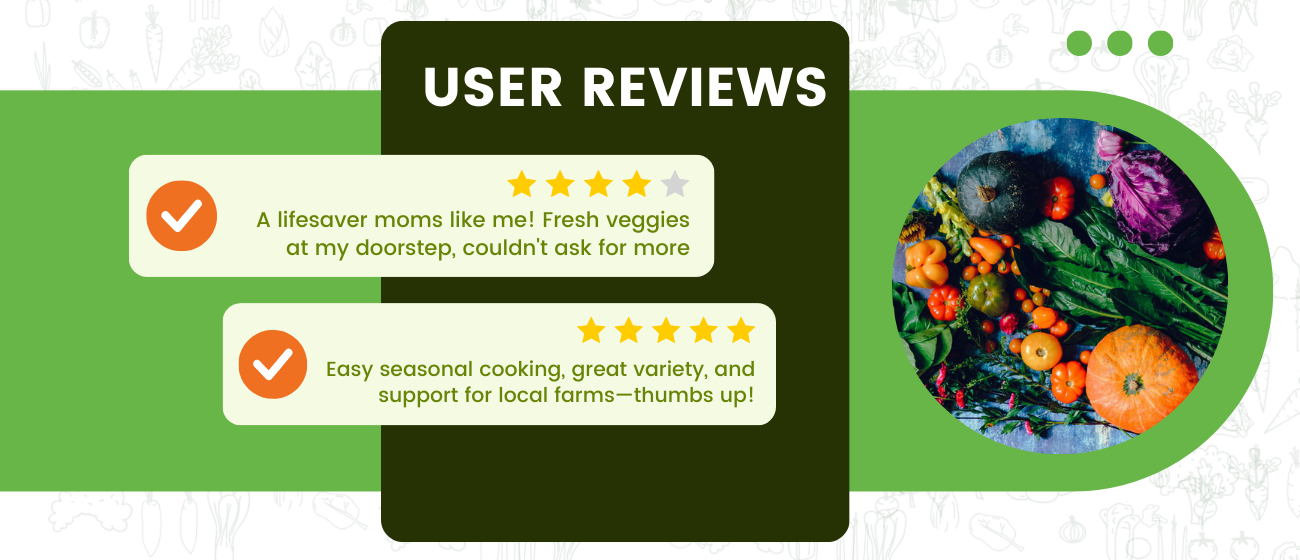 USER REVIEWS
A lifesaver moms like me! Fresh veggies
at my doorstep, couldn't ask for more
Easy seasonal cooking, great variety, and
support for local farms—thumbs up!